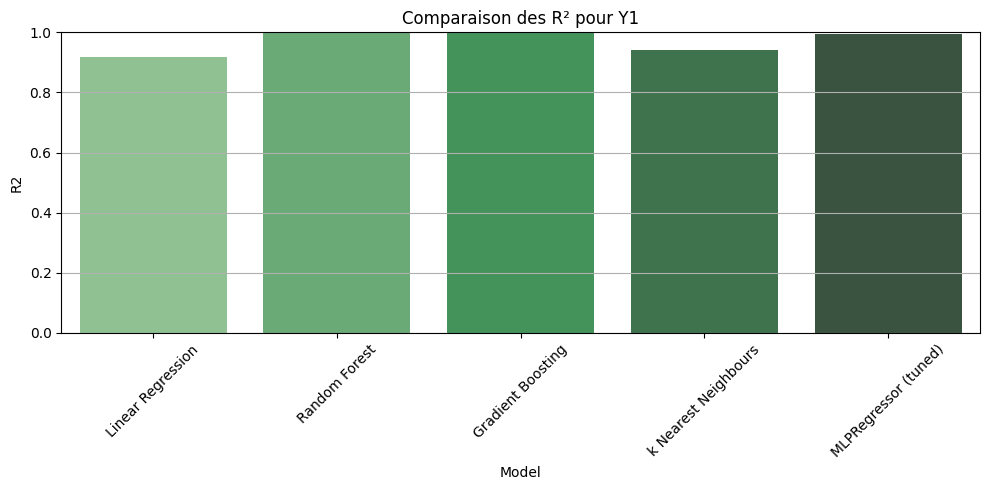 Comparaison des R² pour Y1
R2
1.0
0.8
0.6
0.4
0.2
0.0
Linear Regression
Random Forest
Gradient Boosting
k Nearest Neighbours
MLPRegressor (tuned)
Model